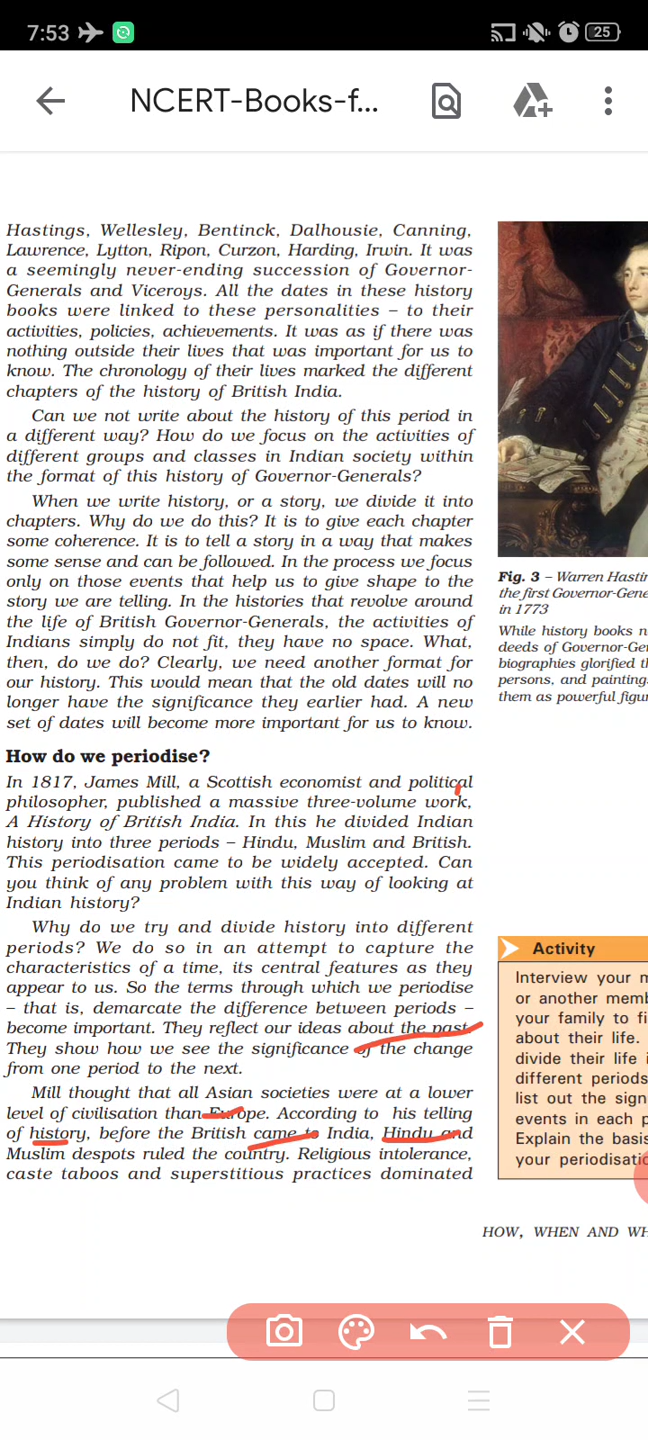 7:53
25
NCERT-Books-f...
Hastings, Wellesley, Bentinck, Dalhousie, Canning,
Lawrence, Lytton, Ripon, Curzon, Harding, Irwin. It was
a seemingly never-ending succession of Governor-
Generals and Viceroys. All the dates in these history
books were linked to these personalities – to their
activities, policies, achievements. It was as if there was
nothing outside their lives that was important for us to
know. The chronology of their lives marked the different
chapters of the history of British India.
Can we not write about the history of this period in
a different way? How do we focus on the activities of
different groups and classes in Indian society within
the format of this history of Governor-Generals?
When we write history, or a story, we divide it into
chapters. Why do we do this? It is to give each chapter
some coherence. It is to tell a story in a way that makes
some sense and can be followed. In the process we focus
only on those events that help us to give shape to the
story we are telling. In the histories that revolve around
the life of British Governor-Generals, the activities of
Indians simply do not fit, they have no space. What,
then, do we do? Clearly, we need another format for
our history. This would mean that the old dates will no
longer have the significance they earlier had. A new
set of dates will become more important for us to know.
How do we periodise?
In 1817, James Mill, a Scottish economist and political
philosopher, published a massive three-volume work,
A History of British India. In this he divided Indian
history into three periods – Hindu, Muslim and British.
This periodisation came to be widely accepted. Can
you think of any problem with this way of looking at
Indian history?
Why do we try and divide history into different
periods? We do so in an attempt to capture the
characteristics of a time, its central features as they
appear to us. So the terms through which we periodise
– that is, demarcate the difference between periods –
become important. They reflect our ideas about the past.
They show how we see the significance of the change
from one period to the next.
Mill thought that all Asian societies were at a lower
level of civilisation than Europe. According to his telling
of history, before the British came to India, Hindu and
Muslim despots ruled the country. Religious intolerance,
caste taboos and superstitious practices dominated
Fig. 3 – Warren Hastin
the first Governor-Gene
in 1773
While history books n
deeds of Governor-Ge
biographies glorified th
persons, and painting
them as powerful figur
Activity
Interview your m
or another memb
your family to fi
about their life.
divide their life i
different periods
list out the sign
events in each p
Explain the basis
your periodisatio
HOW, WHEN AND WH